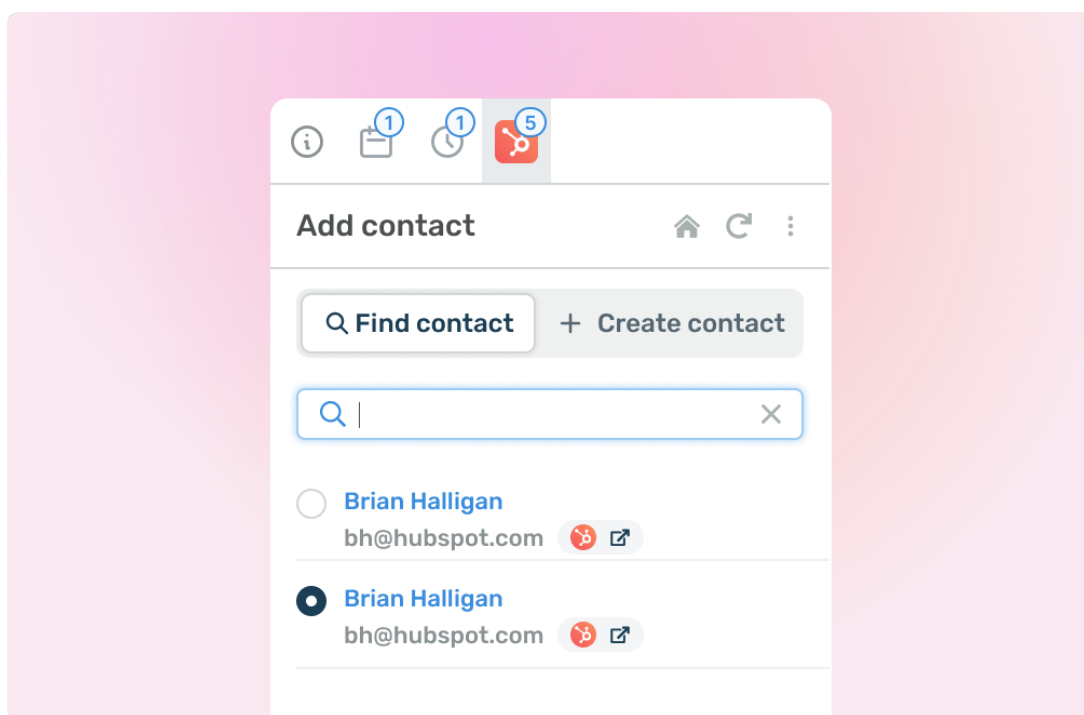 1 1 5
Add contact
Find contact + Create contact
Brian Halligan
bh@hubspot.com
Brian Halligan
bh@hubspot.com